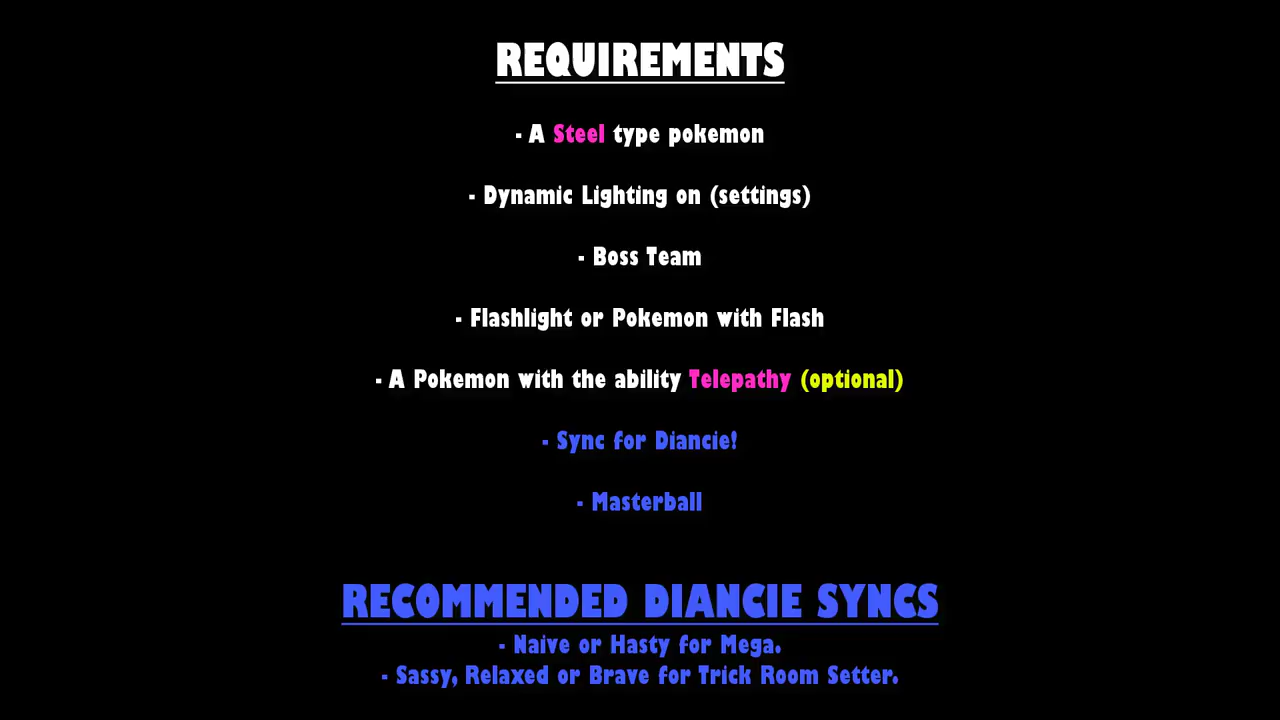 REQUIREMENTS
- A Steel type pokemon
- Dynamic Lighting on (settings)
- Boss Team
- Flashlight or Pokemon with Flash
- A Pokemon with the ability Telepathy (optional)
- Sync for Diancie!
- Masterball
RECOMMENDED DIANCIE SYNCS
- Naive or Hasty for Mega.
- Sassy, Relaxed or Brave for Trick Room Setter.